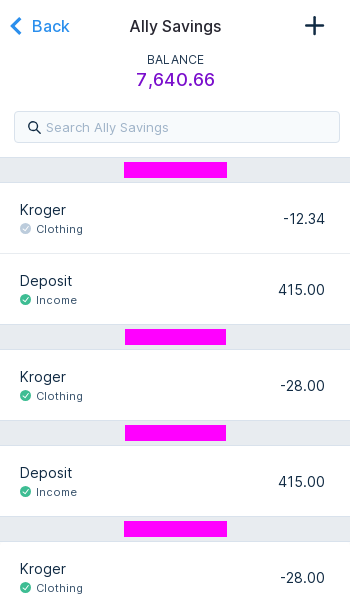 Back
Ally Savings
BALANCE
7,640.66
Search Ally Savings
Kroger
-12.34
Clothing
Deposit
415.00
Income
Kroger
-28.00
Clothing
Deposit
415.00
Income
Kroger
-28.00
Clothing